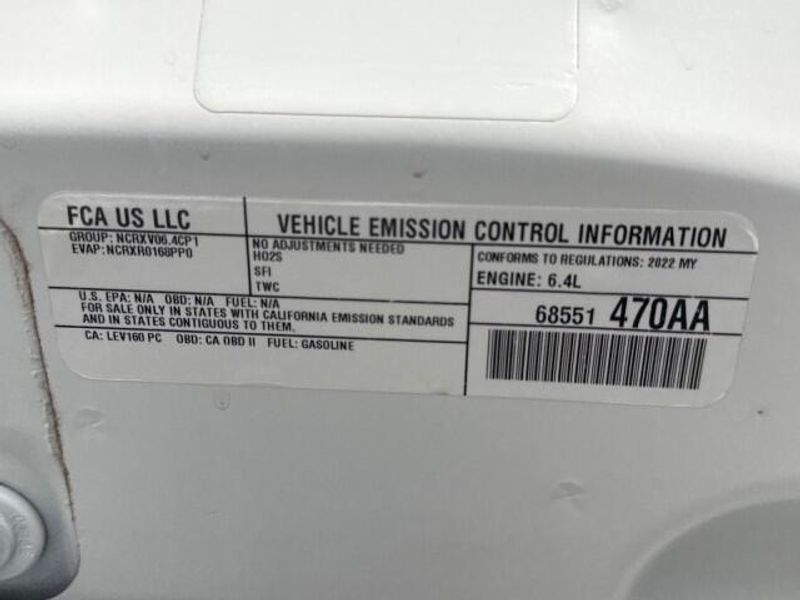 FCA US LLC
VEHICLE EMISSION CONTROL INFORMATION
GROUP: NCRXV06.4CP1
EVAP:NCRXR0168PP0
NO ADJUSTMENTS NEEDED
HO2S
SFI
TWC
CONFORMS TO REGULATIONS: 2022 MY
ENGINE: 6.4L
U.S. EPA: N/A OBD: N/A FUEL: N/A
FOR SALE ONLY IN STATES WITH CALIFORNIA EMISSION STANDARDS
AND IN STATES CONTIGUOUS TO THEM.
CA: LEV160 PC OBD: CA OBD II FUEL: GASOLINE
68551 470AA